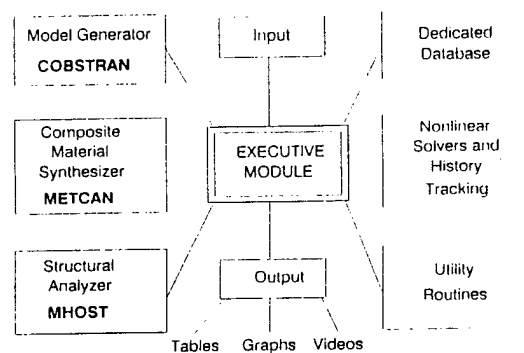 Model Generator
COBSTRAN
Input
Dedicated
Database
Composite
Material
Synthesizer
METCAN
EXECUTIVE
MODULE
Nonlinear
Solvers and
History
Tracking
Structural
Analyzer
MHOST
Output
Utility
Routines
Tables Graphs Videos